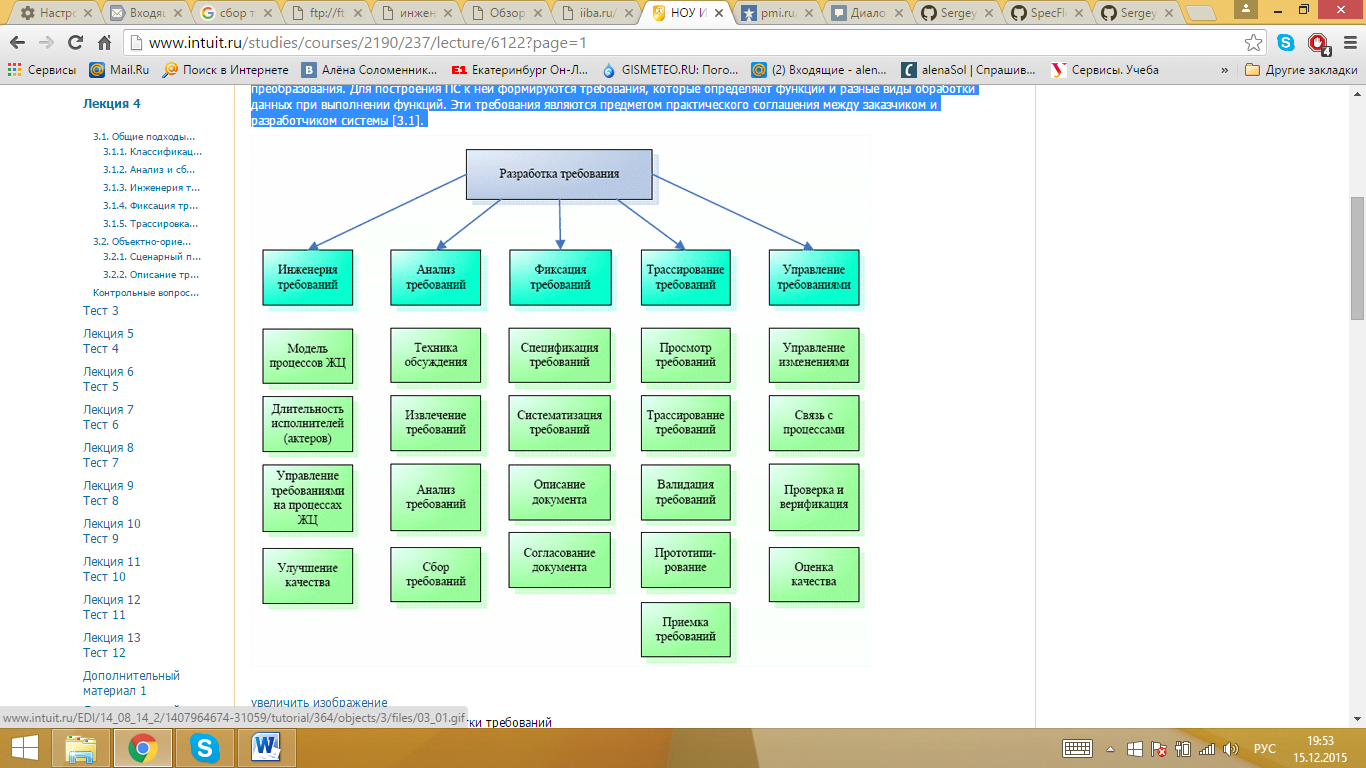 Настро
Входящ
сбор т
ftp://ft
инжен
Обзор
iiba.ru/
НОУ И
pmi.ru
Диало
Sergey
SpecFl
Sergey
www.intuit.ru/studies/courses/2190/237/lecture/6122?page=1
4
Сервисы
Mail.Ru
Поиск в Интернете
Алёна Соломенник...
E1 Екатеринбург Он-Л...
GISMETEO.RU: Пого...
(2) Входящие - alen...
alenaSol | Спрашив...
Сервисы. Учеба
»
Другие закладки
Лекция 4
3.1. Общие подходы...
3.1.1. Классификац...
3.1.2. Анализ и сб...
3.1.3. Инженерия т...
3.1.4. Фиксация тр...
3.1.5. Трассировка...
3.2. Объектно-орие...
3.2.1. Сценарный п...
3.2.2. Описание тр...
Контрольные вопрос...
Тест 3
Лекция 5
Тест 4
Лекция 6
Тест 5
Лекция 7
Тест 6
Лекция 8
Тест 7
Лекция 9
Тест 8
Лекция 10
Тест 9
Лекция 11
Тест 10
Лекция 12
Тест 11
Лекция 13
Тест 12
Дополнительный
материал 1
преобразования. Для построения ПС к ней формируются требования, которые определяют функции и разные виды обработки
данных при выполнении функций. Эти требования являются предметом практического соглашения между заказчиком и
разработчиком системы [3.1].
Разработка требования
Инженерия
требований
Анализ
требований
Фиксация
требований
Трассирование
требований
Управление
требованиями
Модель
процессов ЖЦ
Техника
обсуждения
Спецификация
требований
Просмотр
требований
Управление
изменениями
Длительность
исполнителей
(актеров)
Извлечение
требований
Систематизация
требований
Трассирование
требований
Связь с
процессами
Управление
требованиями
на процессах
ЖЦ
Анализ
требований
Описание
документа
Валидация
требований
Проверка и
верификация
Улучшение
качества
Сбор
требований
Согласование
документа
Прототипи-
рование
Оценка
качества
Приемка
требований
увеличить изображение
ки требований
www.intuit.ru/EDI/14_08_14_2/1407964674-31059/tutorial/364/objects/3/files/03_01.gif
РУС
19:53
15.12.2015